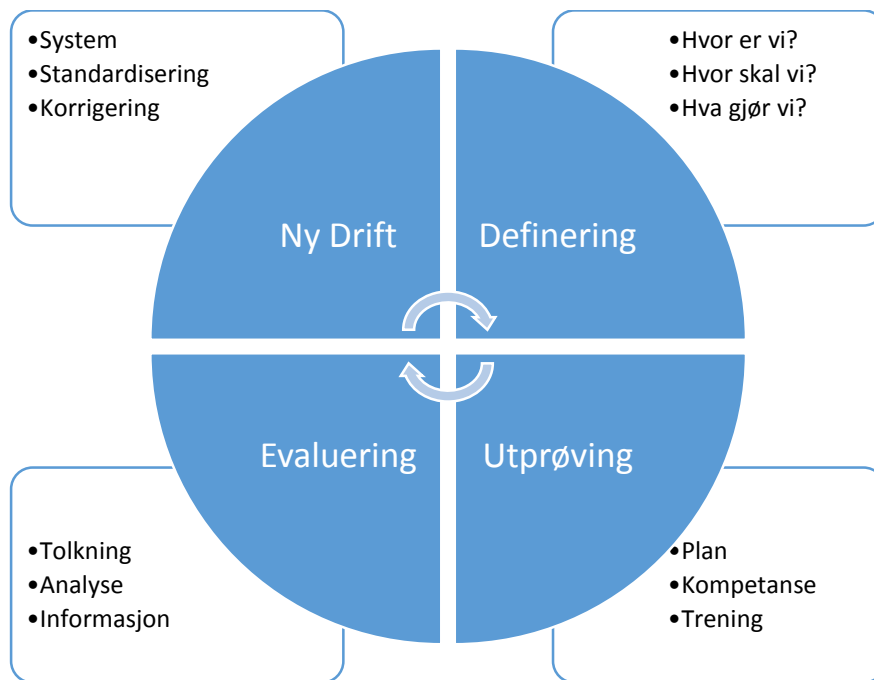 •System
•Standardisering
•Korrigering
•Hvor er vi?
•Hvor skal vi?
•Hva gjør vi?
Ny Drift
Definering
Evaluering
Utprøving
•Tolkning
•Analyse
•Informasjon
•Plan
•Kompetanse
•Trening